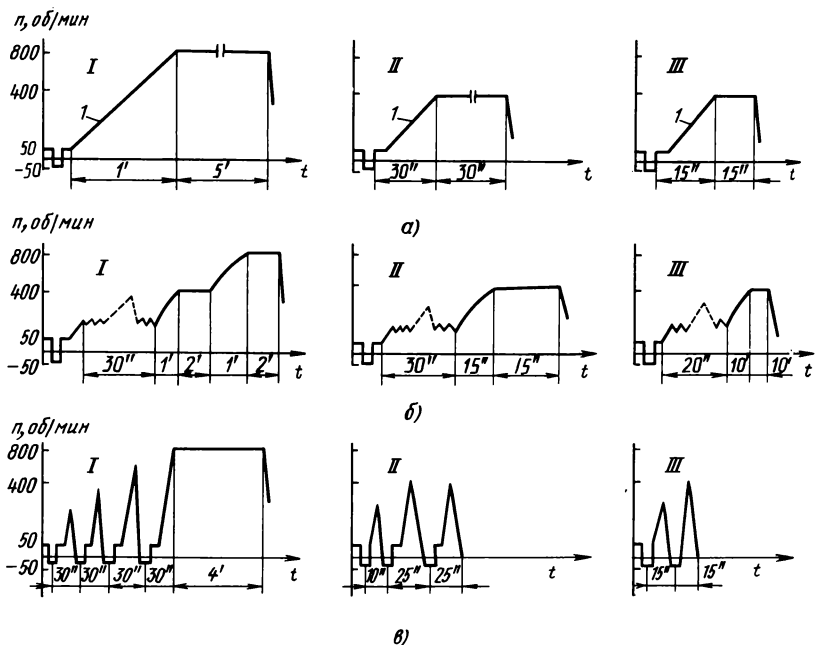 п, об/мин
800
400
50
-50
I
1
1'
5'
t
II
1
30"
30"
t
III
1
15"
15"
t
а)
п, об/мин
800
400
50
-50
I
30"
1'
2'
1'
2'
t
II
30"
15"
15"
t
III
20"
10'
10'
t
б)
п, об/мин
800
400
50
-50
I
30"
30"
30"
30"
4'
t
II
10"
25"
25"
t
III
15"
15"
t
в)